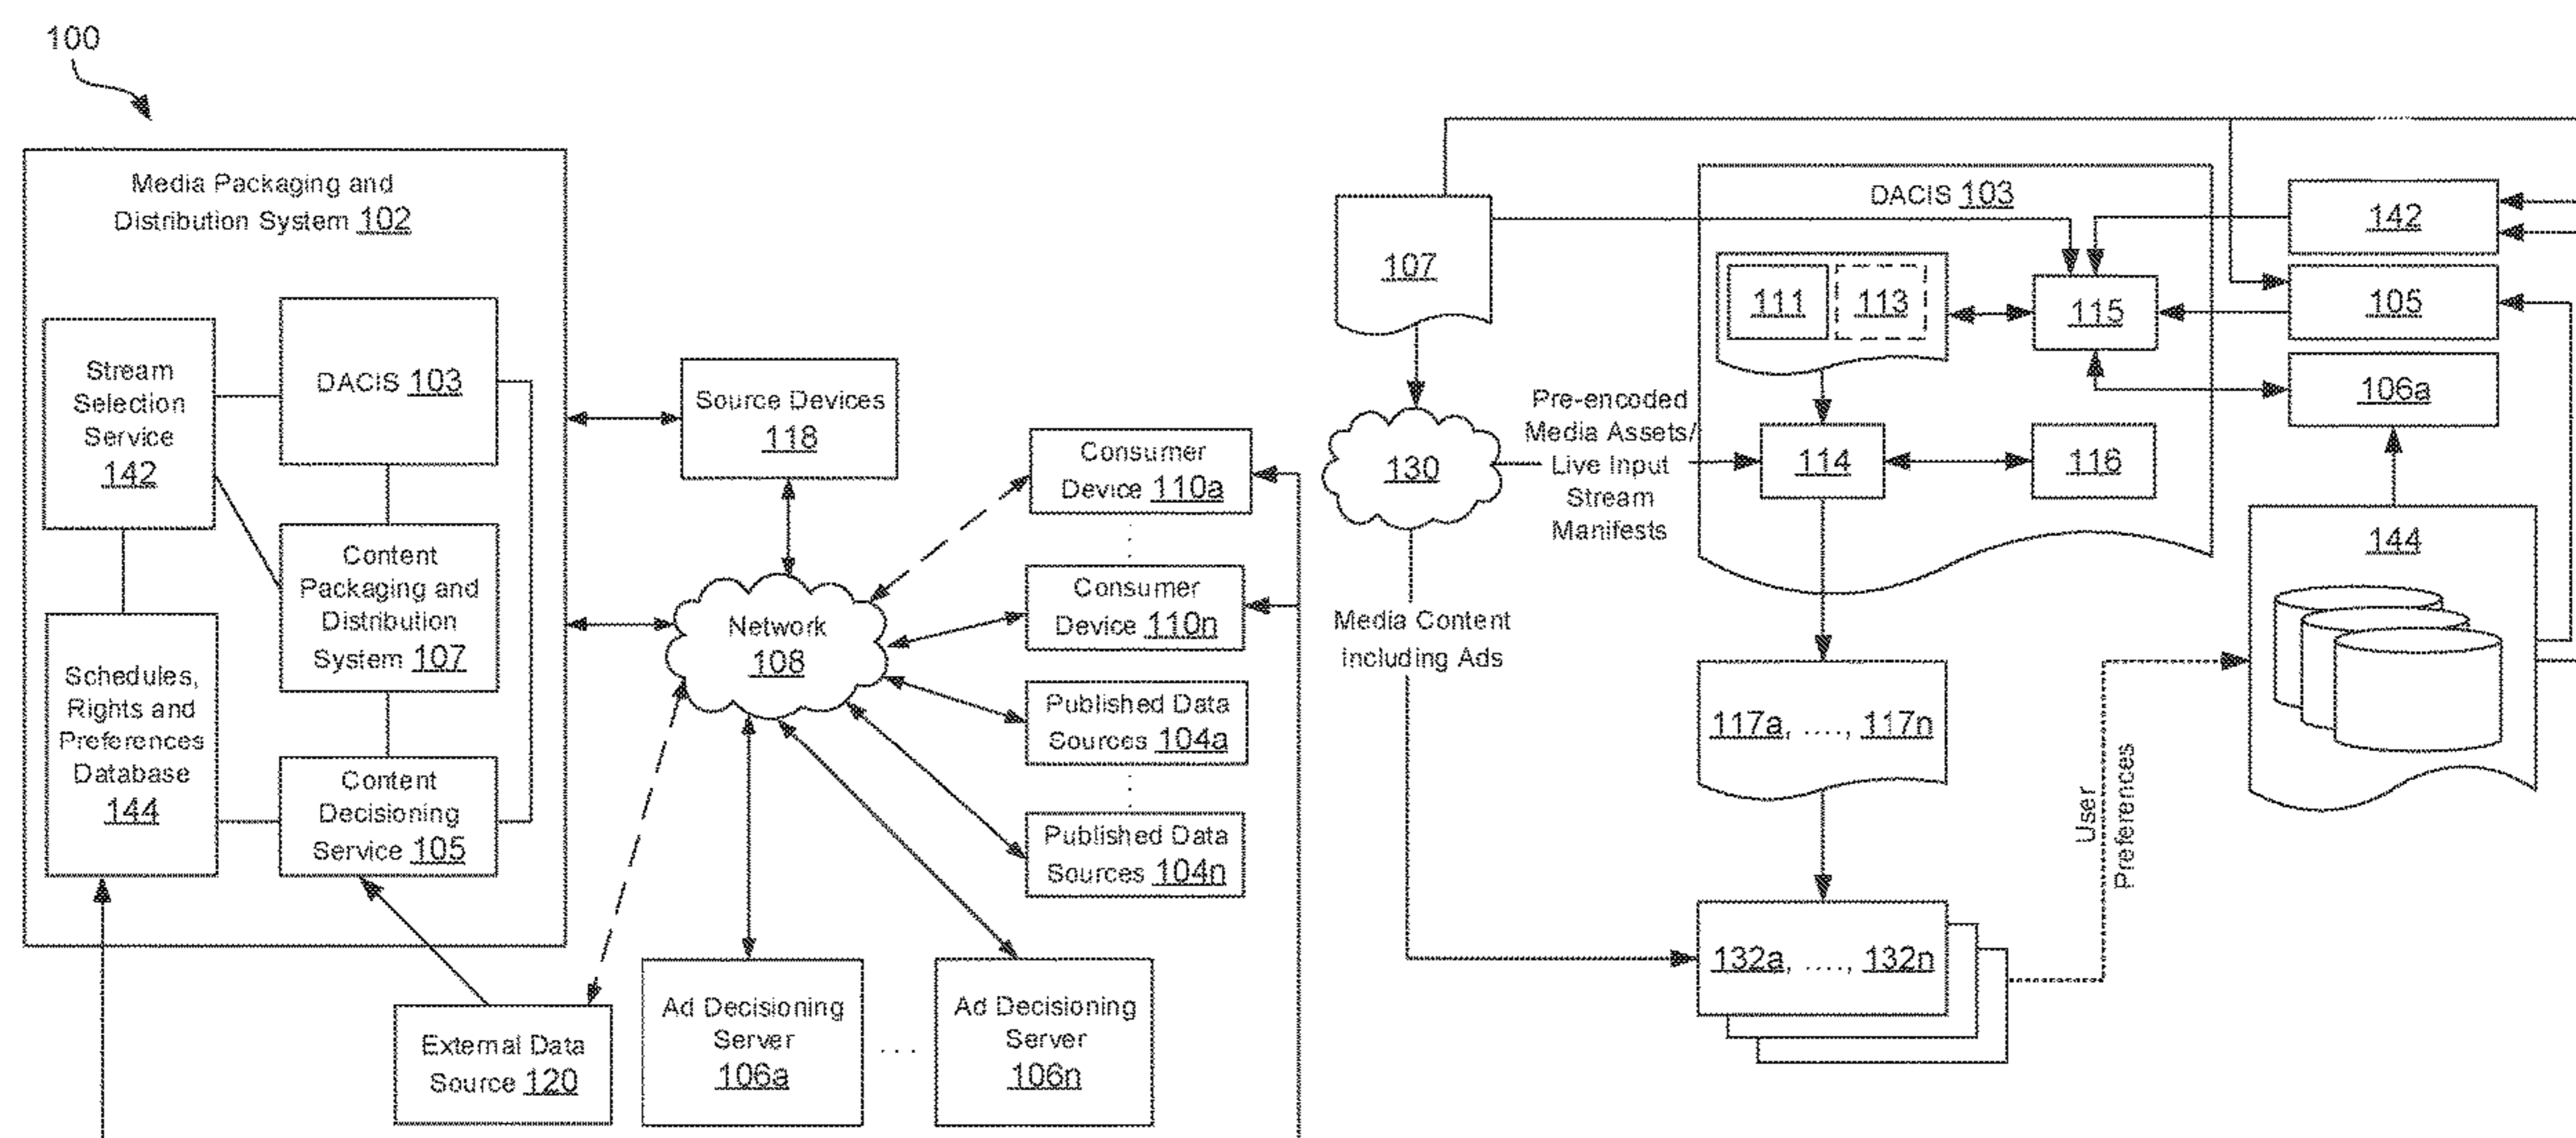 100
Media Packaging and
Distribution System 102
Stream
Selection
Service
142
DACIS 103
Content
Packaging and
Distribution
System 107
Schedules,
Rights and
Preferences
Database
144
Content
Decisioning
Service 105
Source Devices
118
Network
108
Consumer
Device 110a
Consumer
Device 110n
Published Data
Sources 104a
Published Data
Sources 104n
External Data
Source 120
Ad Decisioning
Server
106a
. . .
Ad Decisioning
Server
106n
107
130
Pre-encoded
Media Assets/
Live Input
Stream
Manifests
Media Content
Including Ads
DACIS 103
111
113
115
114
116
142
105
106a
144
117a, ...., 117n
132a, ...., 132n
User
Preferences